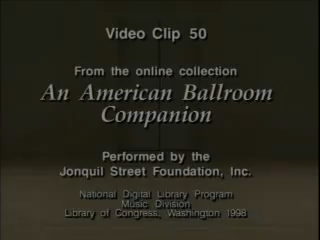 Video Clip 50
From the online collection
An American Ballroom
Companion
Performed by the
Jonquil Street Foundation, Inc.
National Digital Library Program
Music Division
Library of Congress, Washington 1998